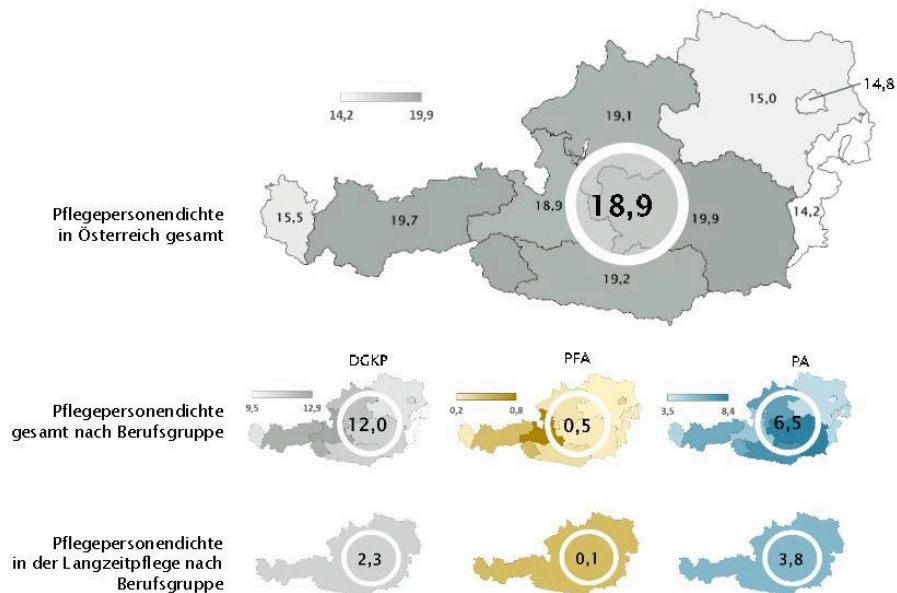 14,8
15,0
14,2 19,9
19,1
18,9
18,9
15,5
19,7
19,9
14,2
19,2
Pflegepersonendichte
in Österreich gesamt
DGKP PFA PA
9,5 12,9
0,2 0,8
3,5 8,4
12,0
0,5
6,5
Pflegepersonendichte
gesamt nach Berufsgruppe
Pflegepersonendichte
in der Langzeitpflege nach
Berufsgruppe
2,3
0,1
3,8